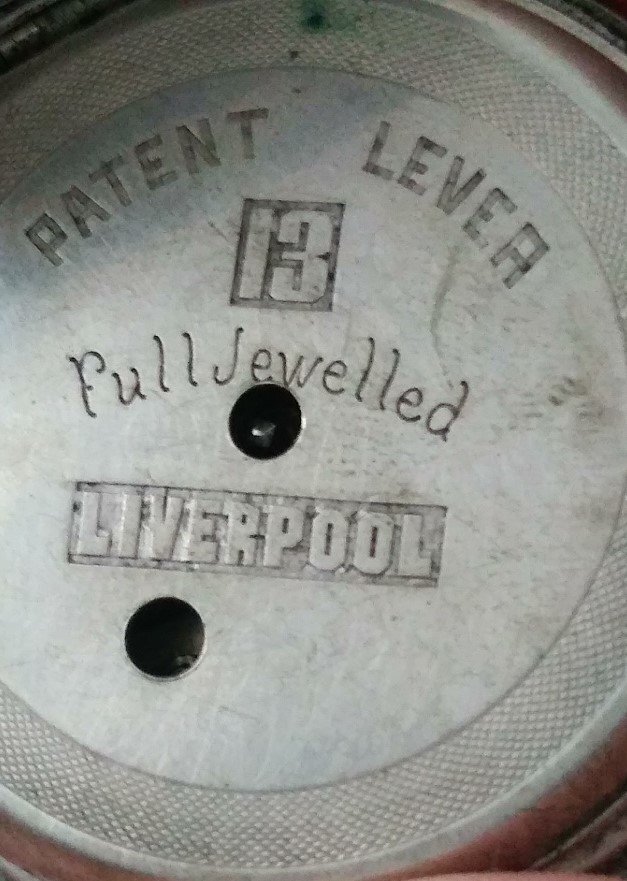 PATENT LEVER
13
Full Jewelled
LIVERPOOL